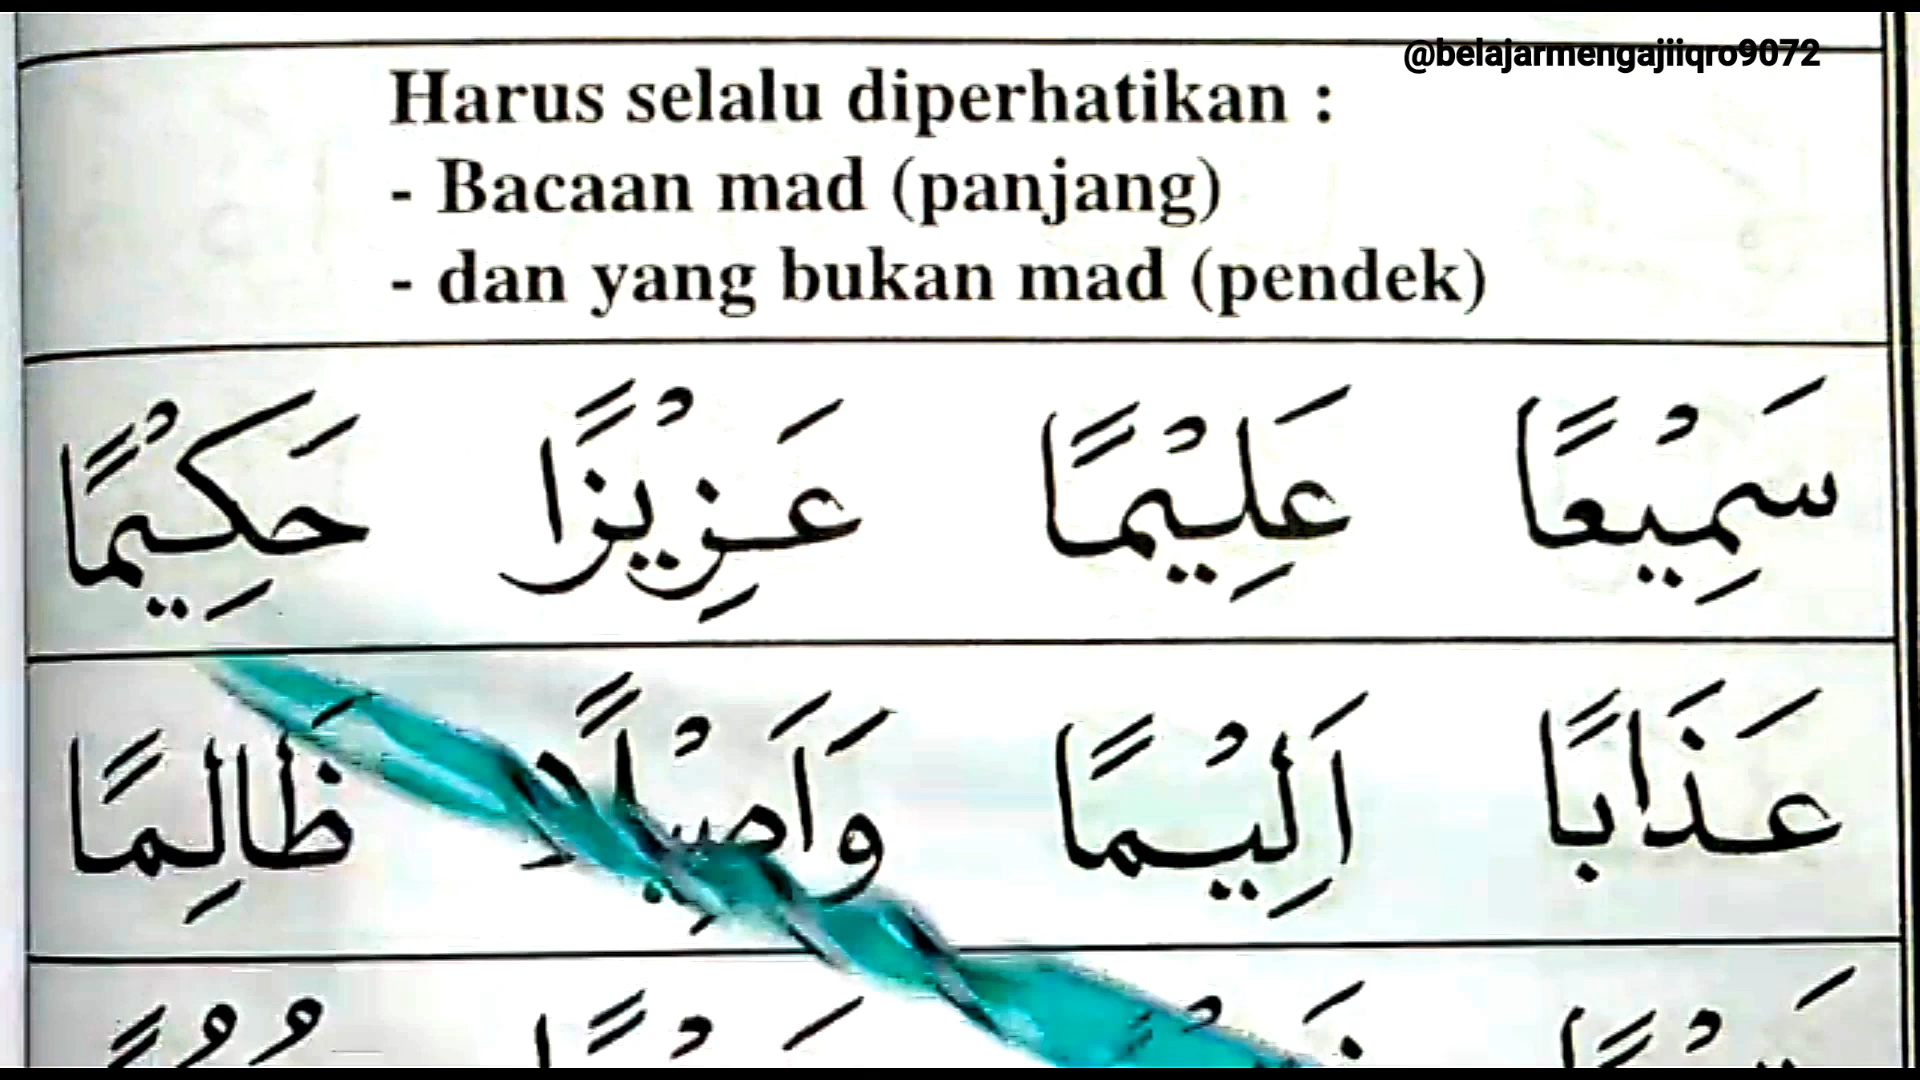 @belajarmengajiiqro9072
Harus selalu diperhatikan :
- Bacaan mad (panjang)
- dan yang bukan mad (pendek)
سَمِيْعًا عَلِيْمًا عَزِيْزًا حَكِيْمًا
عَذَابًا اَلِيْمًا وَاَصِيْلًا ظَالِمًا